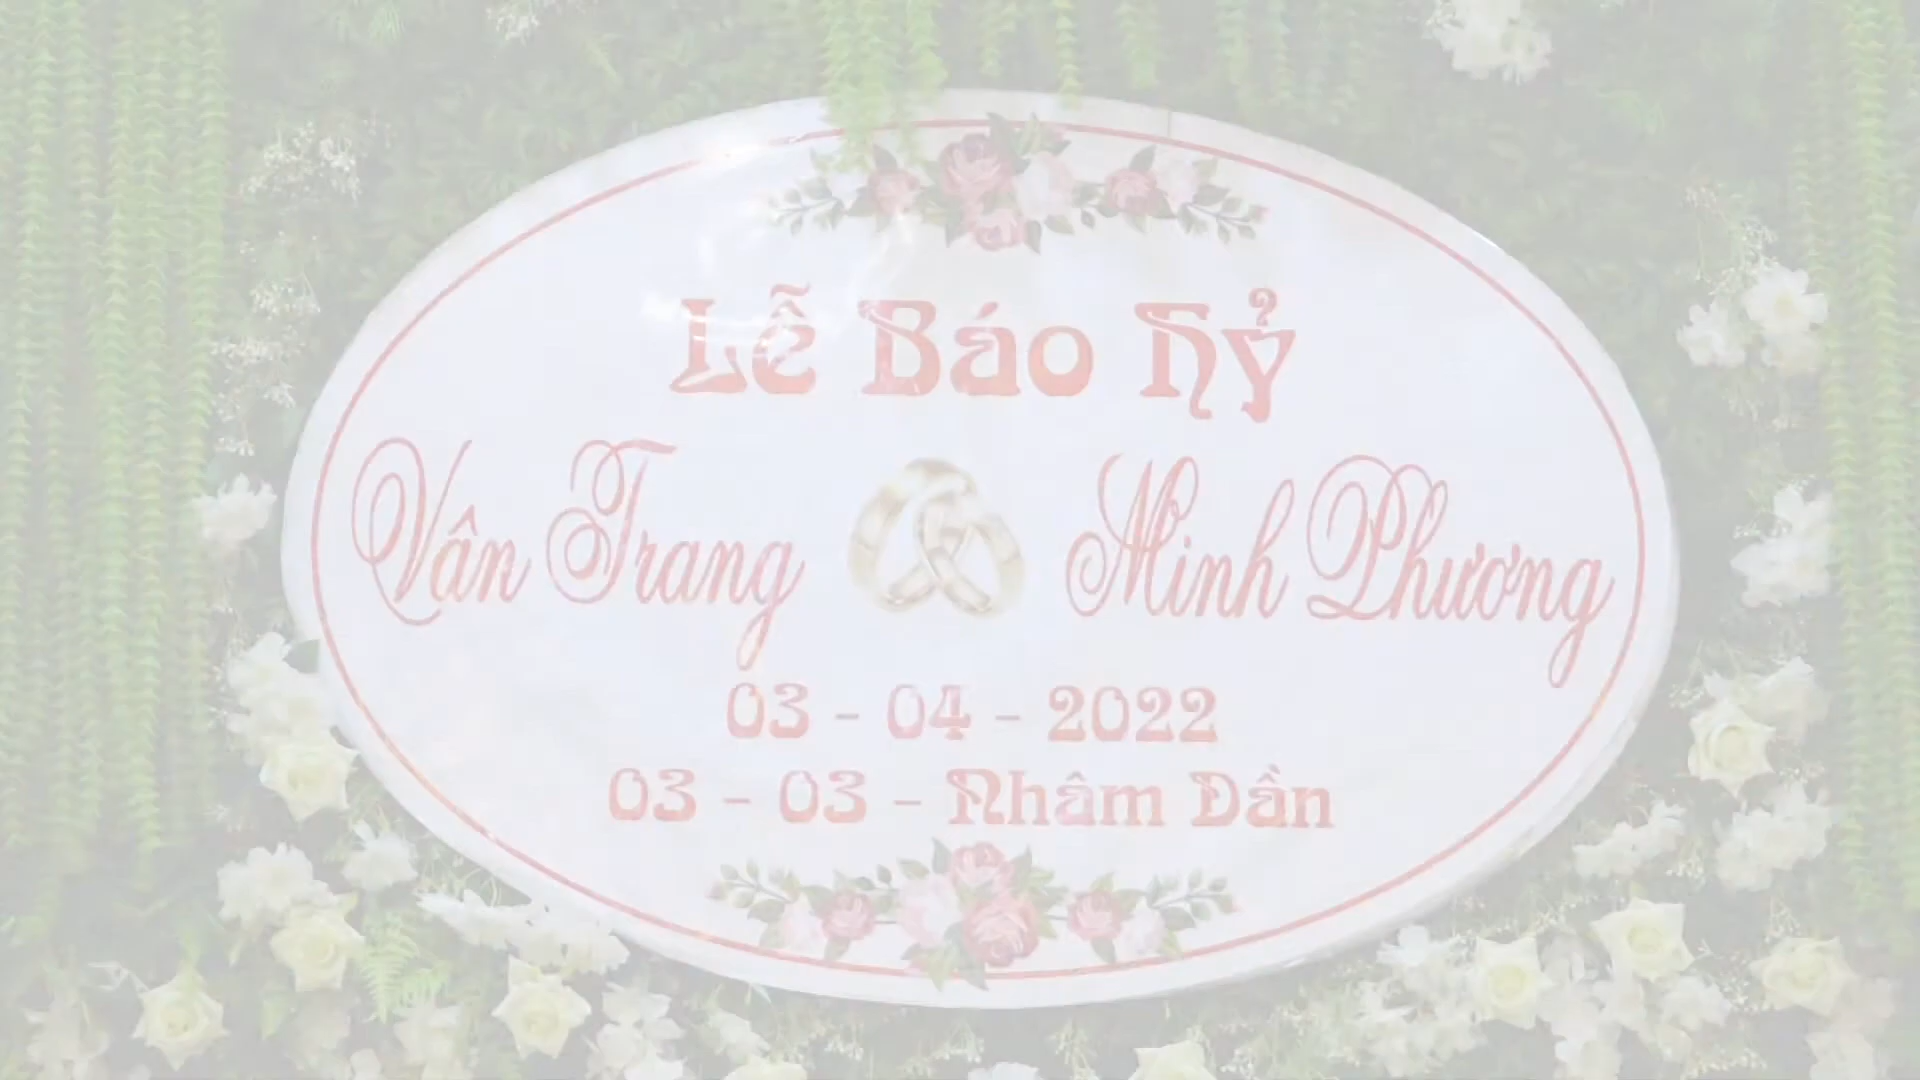 Lễ Báo Hỷ
Vân Trang Minh Phương
03 - 04 - 2022
03 - 03 - Nhâm Dần